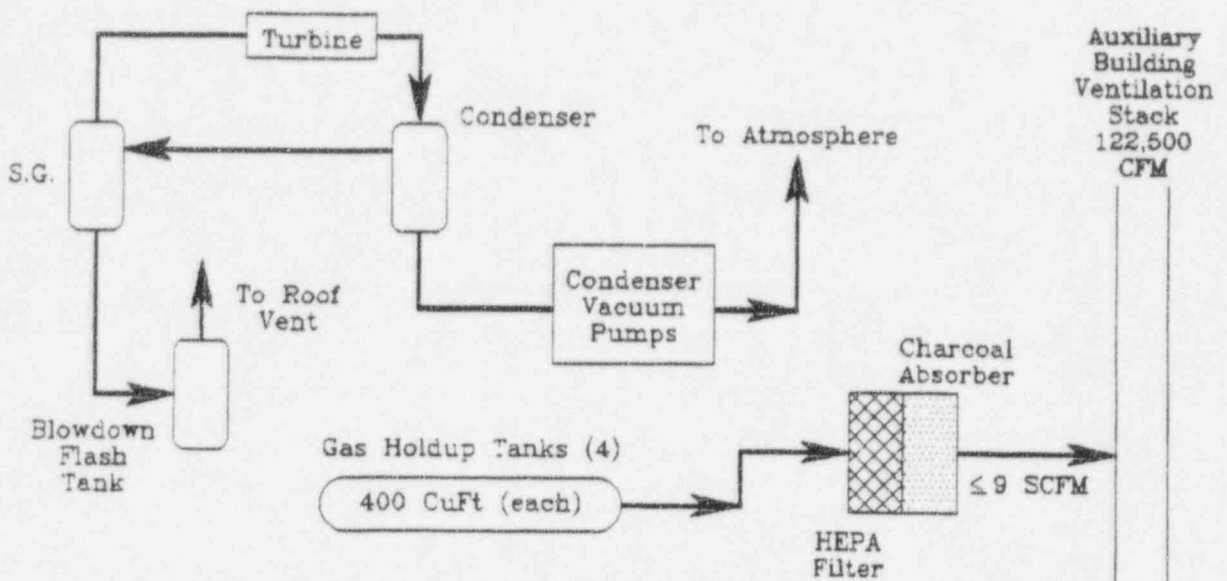 Turbine
Auxiliary
Building
Ventilation
Stack
122,500
CFM
Condenser
To Atmosphere
S.G.
To Roof
Vent
Condenser
Vacuum
Pumps
Charcoal
Absorber
Blowdown
Flash
Tank
Gas Holdup Tanks (4)
400 CuFt (each)
≤ 9 SCFM
HEPA
Filter